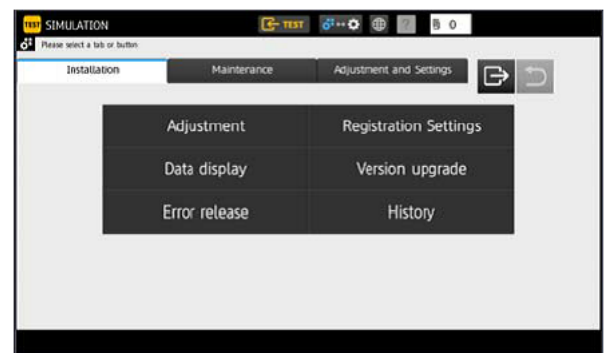 TEST SIMULATION TEST ? 0
Please select a tab or button
Installation Maintenance Adjustment and Settings
Adjustment Registration Settings
Data display Version upgrade
Error release History